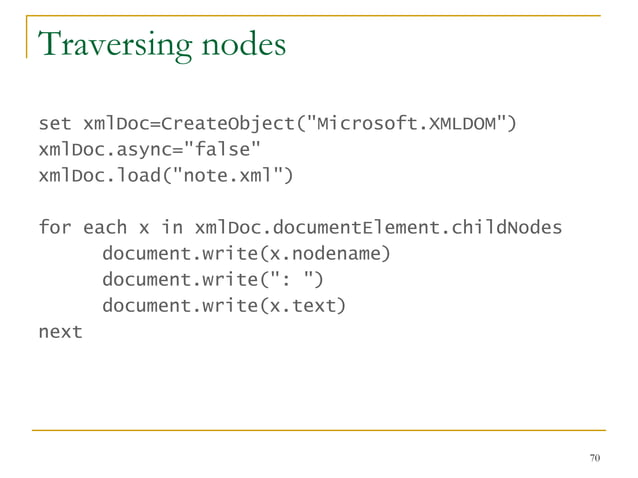 Traversing nodes
set xmlDoc=CreateObject("Microsoft.XMLDOM")
xmlDoc.async="false"
xmlDoc.load("note.xml")
for each x in xmlDoc.documentElement.childNodes
document.write(x.nodename)
document.write(": ")
document.write(x.text)
next
70